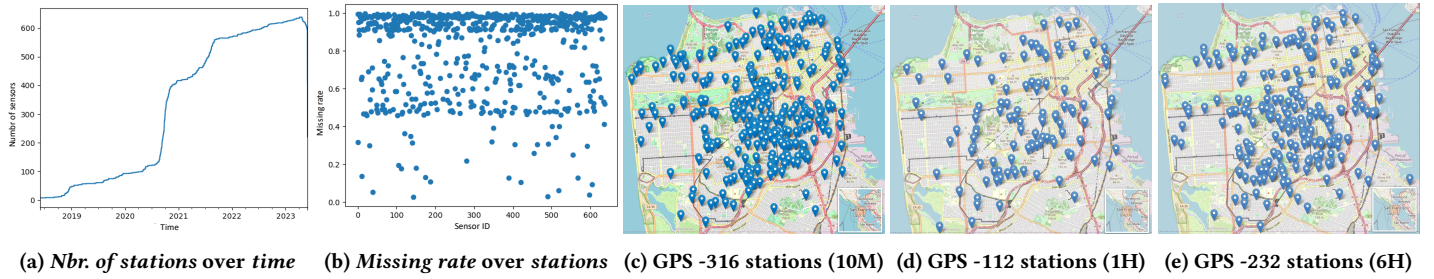 600
500
400
300
200
100
0
Numbr of sensors
2019 2020 2021 2022 2023
Time
1.0
0.8
0.6
0.4
0.2
0.0
Missing rate
0 100 200 300 400 500 600
Sensor ID
(a) Nbr. of stations over time
(b) Missing rate over stations
(c) GPS -316 stations (10M)
(d) GPS -112 stations (1H)
(e) GPS -232 stations (6H)